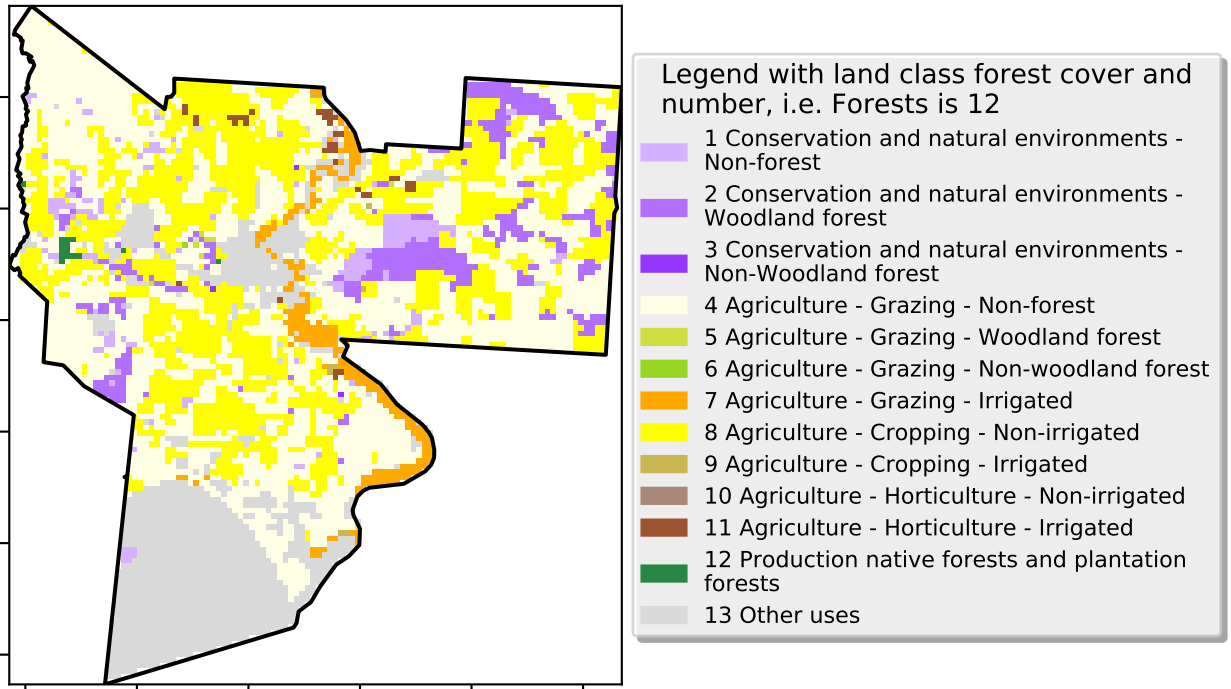 Legend with land class forest cover and
number, i.e. Forests is 12
1 Conservation and natural environments -
Non-forest
2 Conservation and natural environments -
Woodland forest
3 Conservation and natural environments -
Non-Woodland forest
4 Agriculture - Grazing - Non-forest
5 Agriculture - Grazing - Woodland forest
6 Agriculture - Grazing - Non-woodland forest
7 Agriculture - Grazing - Irrigated
8 Agriculture - Cropping - Non-irrigated
9 Agriculture - Cropping - Irrigated
10 Agriculture - Horticulture - Non-irrigated
11 Agriculture - Horticulture - Irrigated
12 Production native forests and plantation
forests
13 Other uses